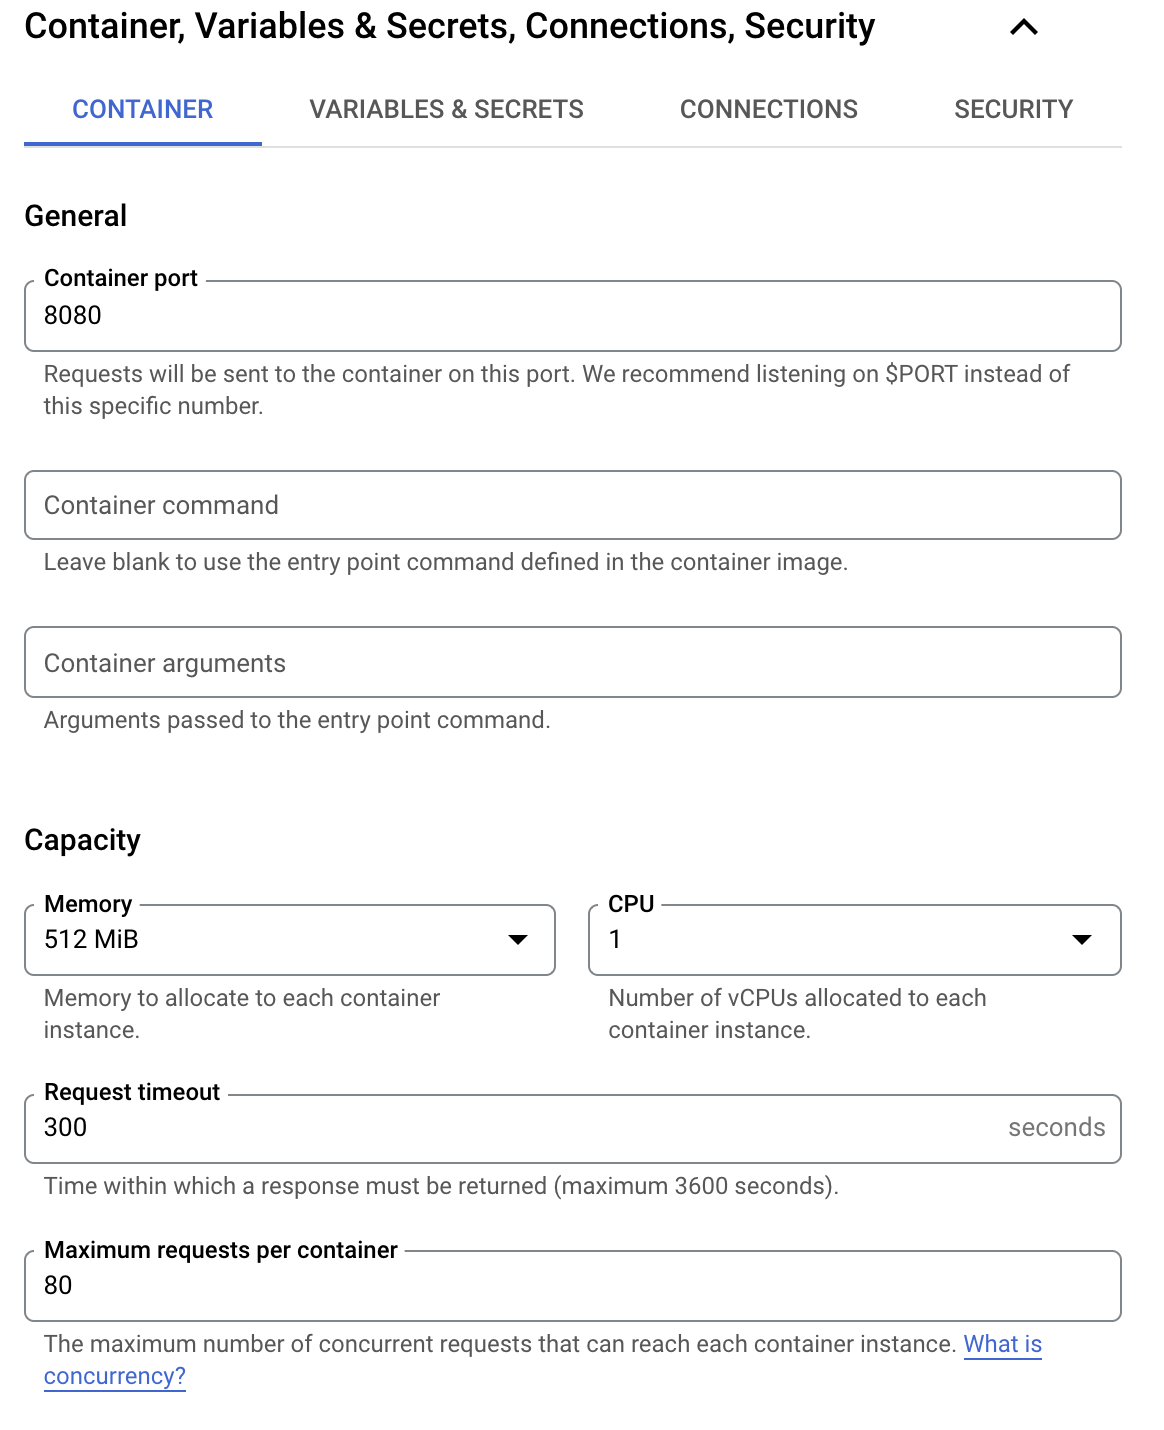 Container, Variables & Secrets, Connections, Security
CONTAINER VARIABLES & SECRETS CONNECTIONS SECURITY
General
Container port
8080
Requests will be sent to the container on this port. We recommend listening on $PORT instead of
this specific number.
Container command
Leave blank to use the entry point command defined in the container image.
Container arguments
Arguments passed to the entry point command.
Capacity
Memory
512 MiB
Memory to allocate to each container
instance.
CPU
1
Number of vCPUs allocated to each
container instance.
Request timeout
300 seconds
Time within which a response must be returned (maximum 3600 seconds).
Maximum requests per container
80
The maximum number of concurrent requests that can reach each container instance. What is
concurrency?